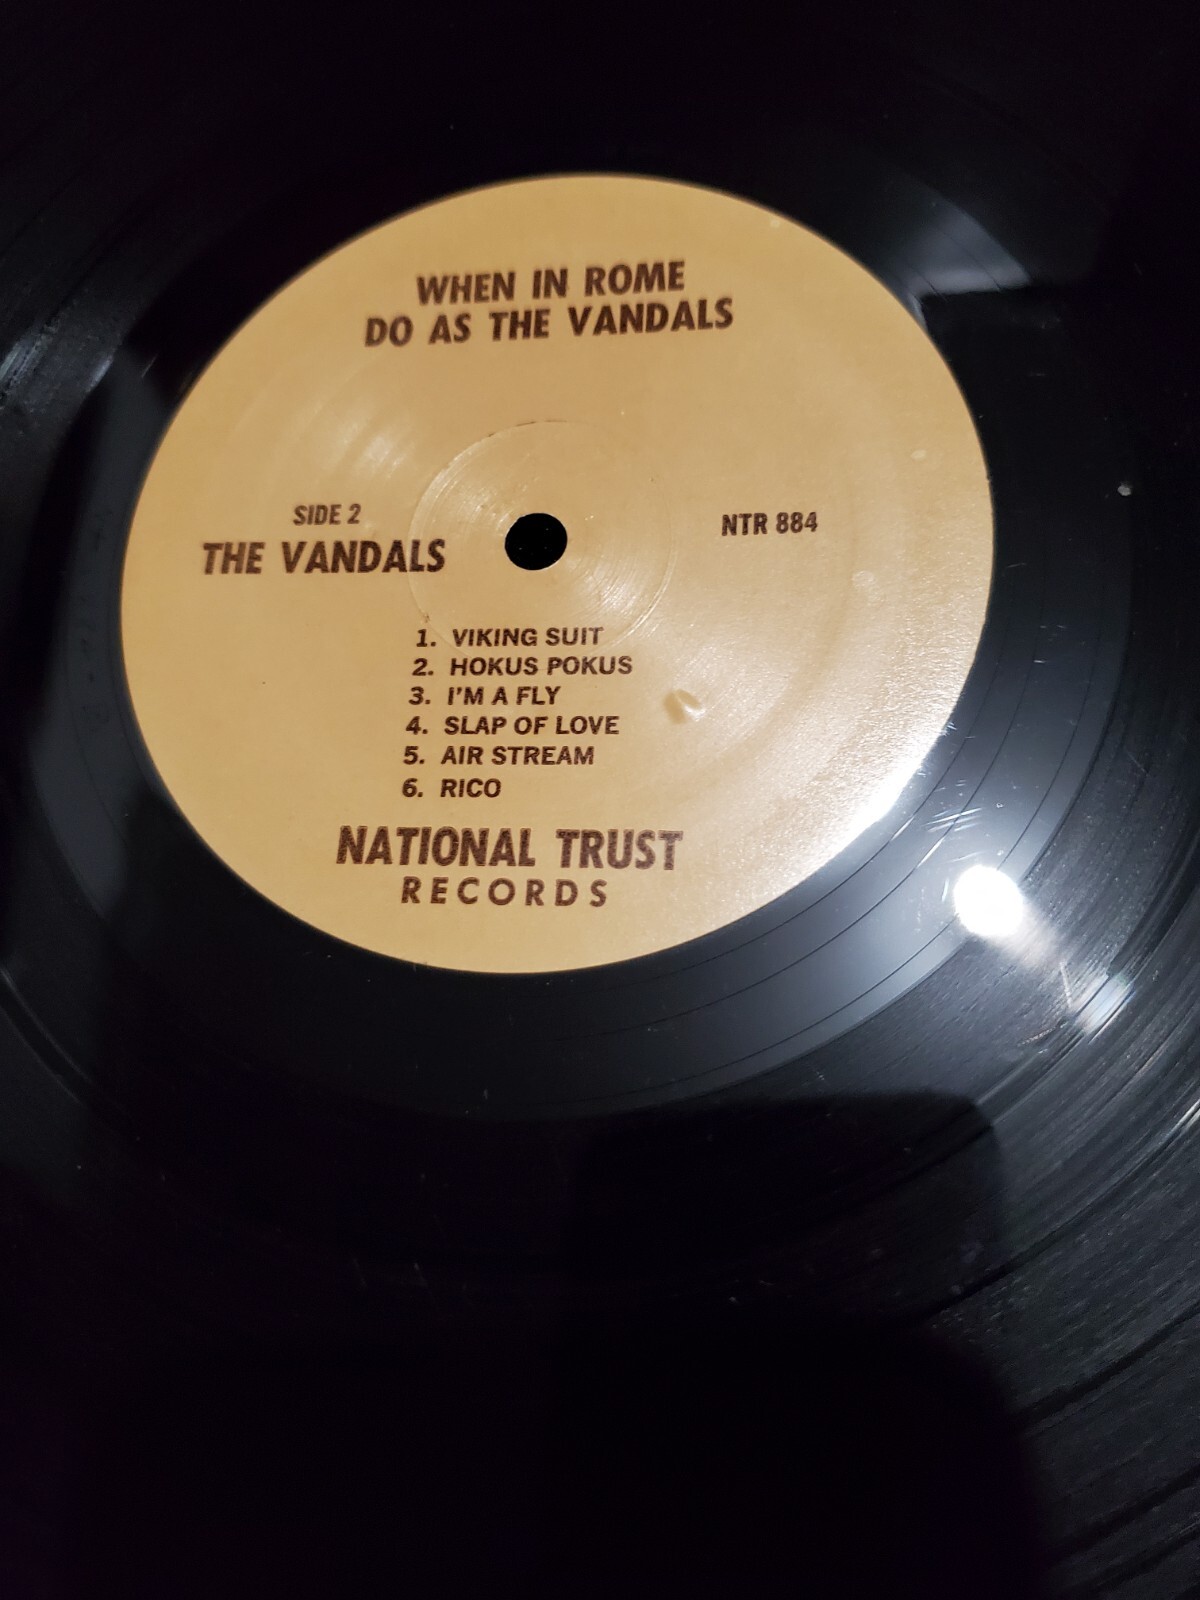 WHEN IN ROME
DO AS THE VANDALS
SIDE 2
THE VANDALS
NTR 884
1. VIKING SUIT
2. HOKUS POKUS
3. I'M A FLY
4. SLAP OF LOVE
5. AIR STREAM
6. RICO
NATIONAL TRUST
RECORDS